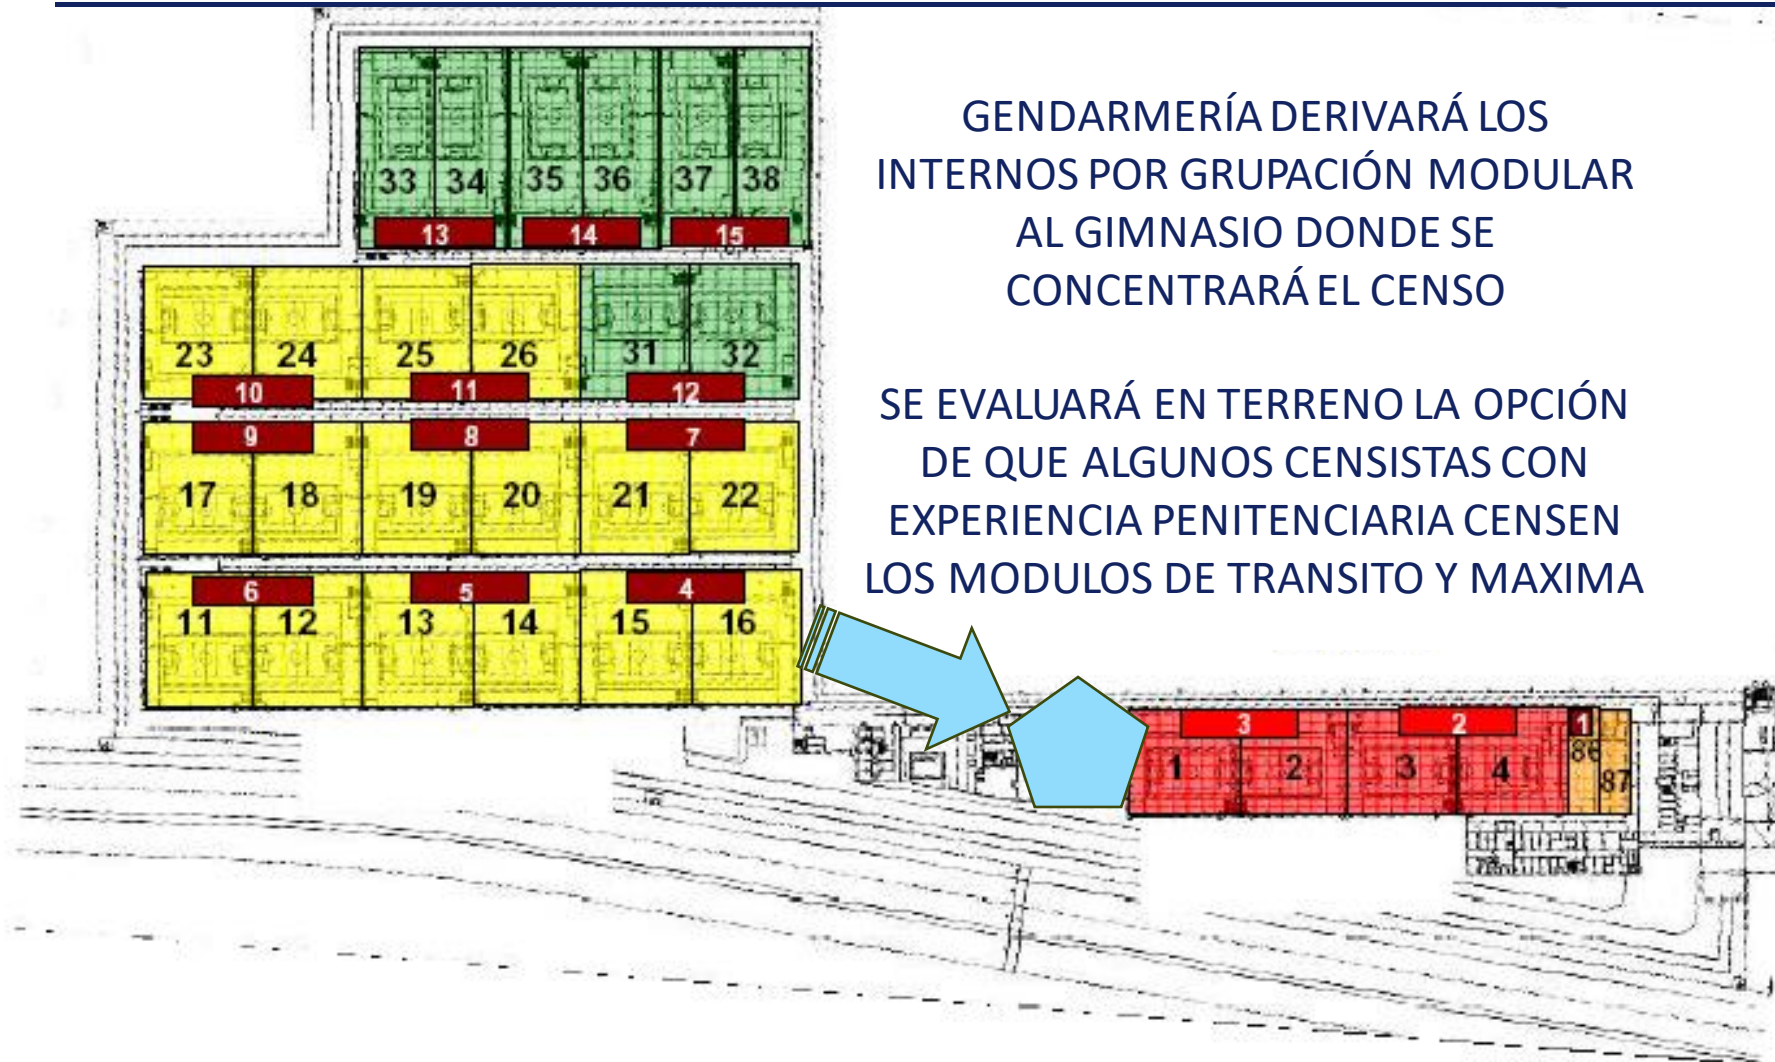 GENDARMERÍA DERIVARÁ LOS
INTERNOS POR GRUPACIÓN MODULAR
AL GIMNASIO DONDE SE
CONCENTRARÁ EL CENSO
SE EVALUARÁ EN TERRENO LA OPCIÓN
DE QUE ALGUNOS CENSISTAS CON
EXPERIENCIA PENITENCIARIA CENSEN
LOS MODULOS DE TRANSITO Y MAXIMA
33 34 35 36 37 38
13 14 15
23 24 25 26 31 32
10 11 12
9 8 7
17 18 19 20 21 22
6 5 4
11 12 13 14 15 16
3 2 1
1 2 3 4 86 87